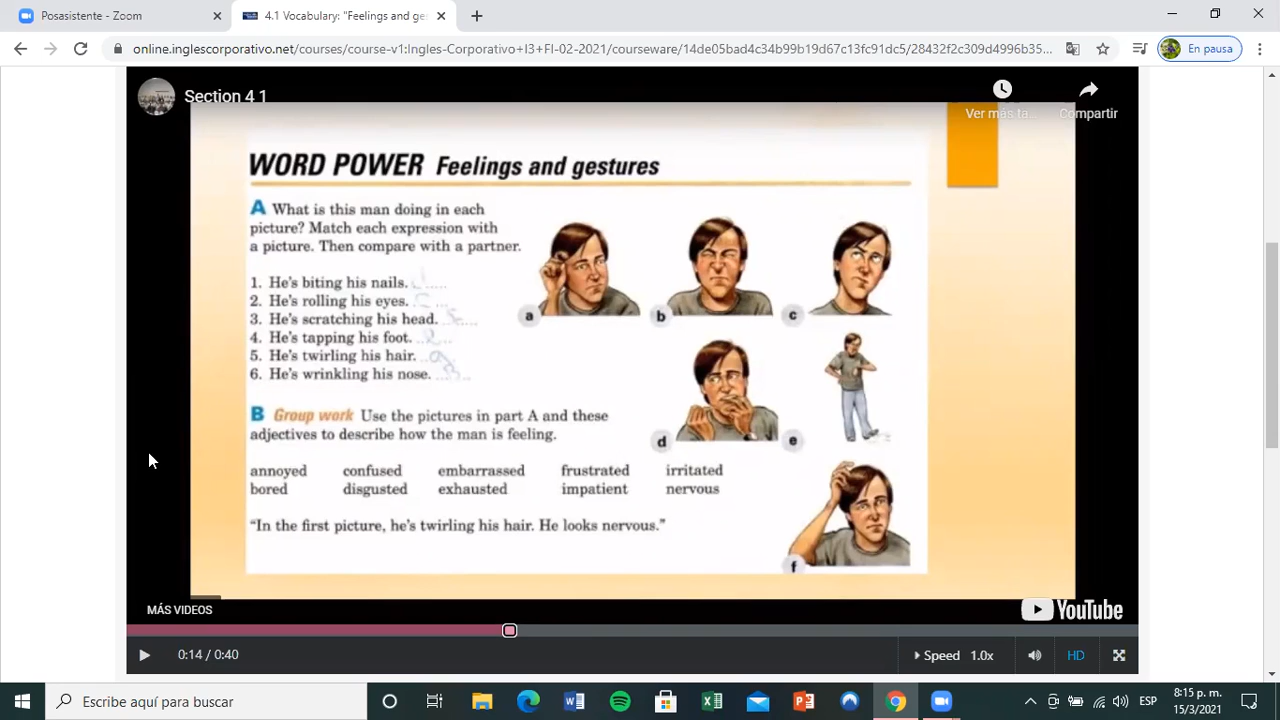 Posasistente - Zoom
4.1 Vocabulary: "Feelings and ges
online.inglescorporativo.net/courses/course-v1:Ingles-Corporativo+I3+FI-02-2021/courseware/14de05bad4c34b99b19d67c13fc91dc5/28432f2c309d4996b35...
En pausa
Section 4 1
Ver más ta...
Compartir
WORD POWER Feelings and gestures
A What is this man doing in each
picture? Match each expression with
a picture. Then compare with a partner.
1. He's biting his nails.
2. He's rolling his eyes.
3. He's scratching his head.
4. He's tapping his foot.
5. He's twirling his hair.
6. He's wrinkling his nose.
a
b
c
d
e
f
B Group work Use the pictures in part A and these
adjectives to describe how the man is feeling.
annoyed confused embarrassed frustrated irritated
bored disgusted exhausted impatient nervous
"In the first picture, he's twirling his hair. He looks nervous."
MÁS VIDEOS
YouTube
0:14 / 0:40
Speed 1.0x
HD
Escribe aquí para buscar
ESP
8:15 p. m.
15/3/2021